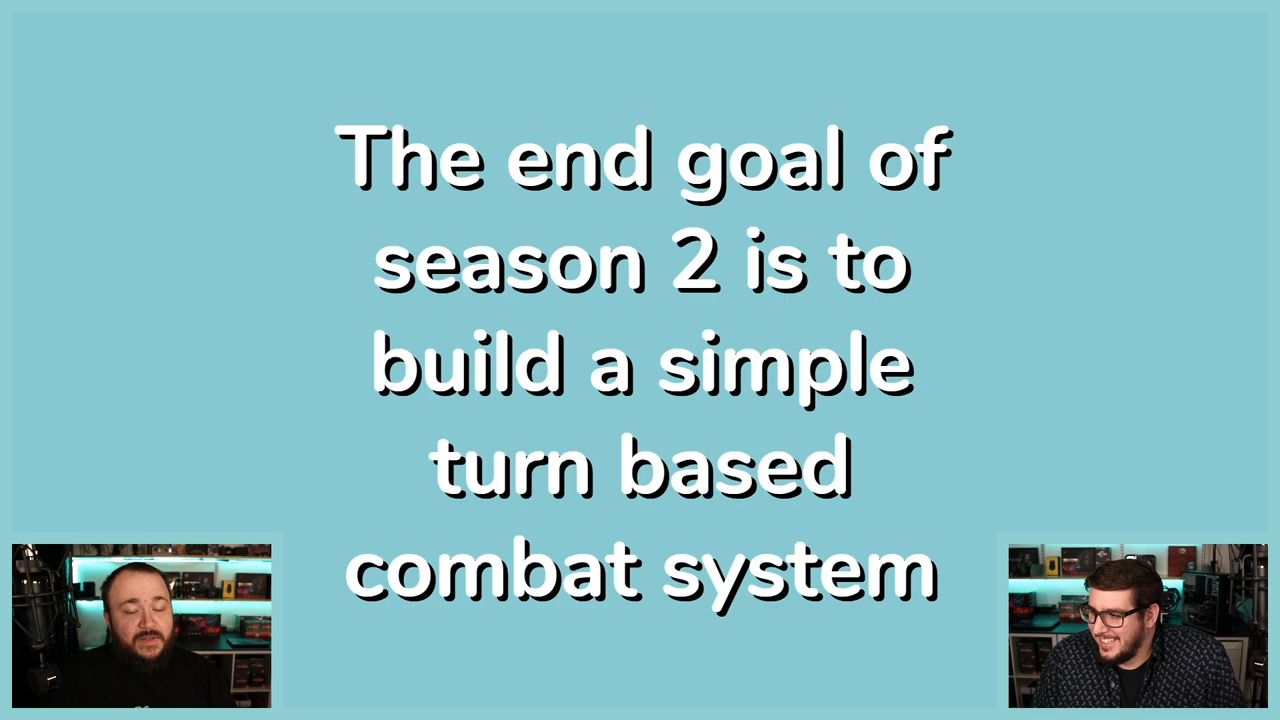 The end goal of
season 2 is to
build a simple
turn based
combat system